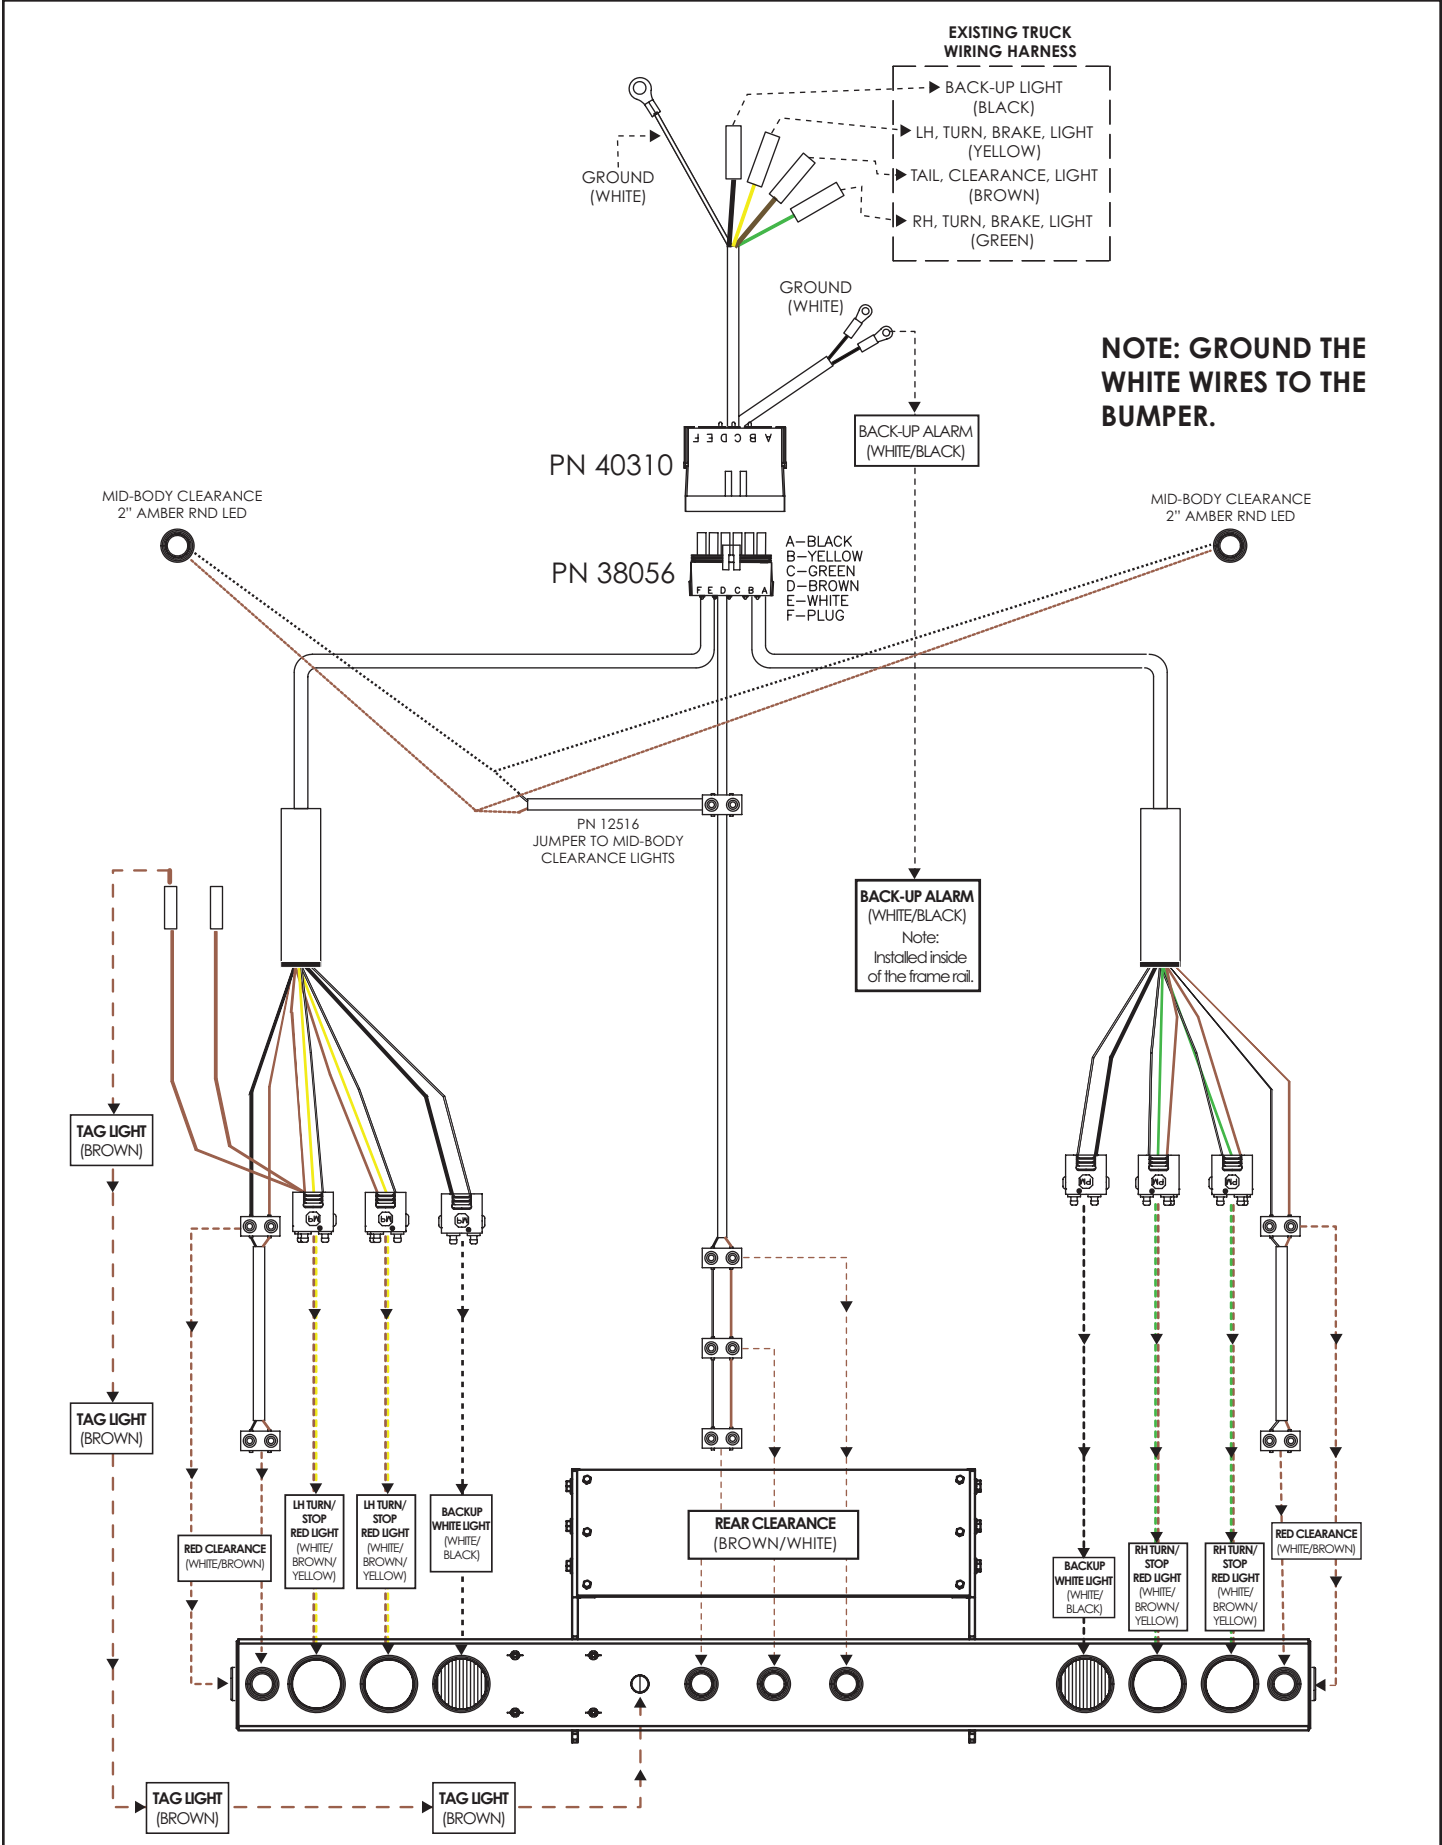 EXISTING TRUCK
WIRING HARNESS
BACK-UP LIGHT
(BLACK)
LH, TURN, BRAKE, LIGHT
(YELLOW)
TAIL, CLEARANCE, LIGHT
(BROWN)
RH, TURN, BRAKE, LIGHT
(GREEN)
GROUND
(WHITE)
GROUND
(WHITE)
NOTE: GROUND THE
WHITE WIRES TO THE
BUMPER.
BACK-UP ALARM
(WHITE/BLACK)
F E D C B A
PN 40310
MID-BODY CLEARANCE
2” AMBER RND LED
MID-BODY CLEARANCE
2” AMBER RND LED
PN 38056
F E D C B A
A–BLACK
B–YELLOW
C–GREEN
D–BROWN
E–WHITE
F–PLUG
PN 12516
JUMPER TO MID-BODY
CLEARANCE LIGHTS
BACK-UP ALARM
(WHITE/BLACK)
Note:
Installed inside
of the frame rail.
TAG LIGHT
(BROWN)
PM
PM
PM
PM
PM
PM
TAG LIGHT
(BROWN)
RED CLEARANCE
(WHITE/BROWN)
LH TURN/
STOP
RED LIGHT
(WHITE/
BROWN/
YELLOW)
LH TURN/
STOP
RED LIGHT
(WHITE/
BROWN/
YELLOW)
BACKUP
WHITE LIGHT
(WHITE/
BLACK)
REAR CLEARANCE
(BROWN/WHITE)
BACKUP
WHITE LIGHT
(WHITE/
BLACK)
RH TURN/
STOP
RED LIGHT
(WHITE/
BROWN/
YELLOW)
RH TURN/
STOP
RED LIGHT
(WHITE/
BROWN/
YELLOW)
RED CLEARANCE
(WHITE/BROWN)
TAG LIGHT
(BROWN)
TAG LIGHT
(BROWN)